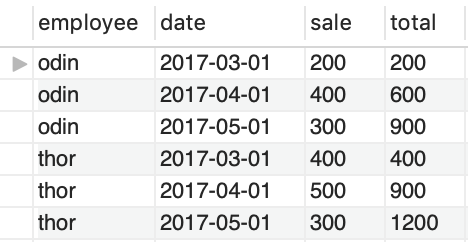 employee date sale total
odin 2017-03-01 200 200
odin 2017-04-01 400 600
odin 2017-05-01 300 900
thor 2017-03-01 400 400
thor 2017-04-01 500 900
thor 2017-05-01 300 1200